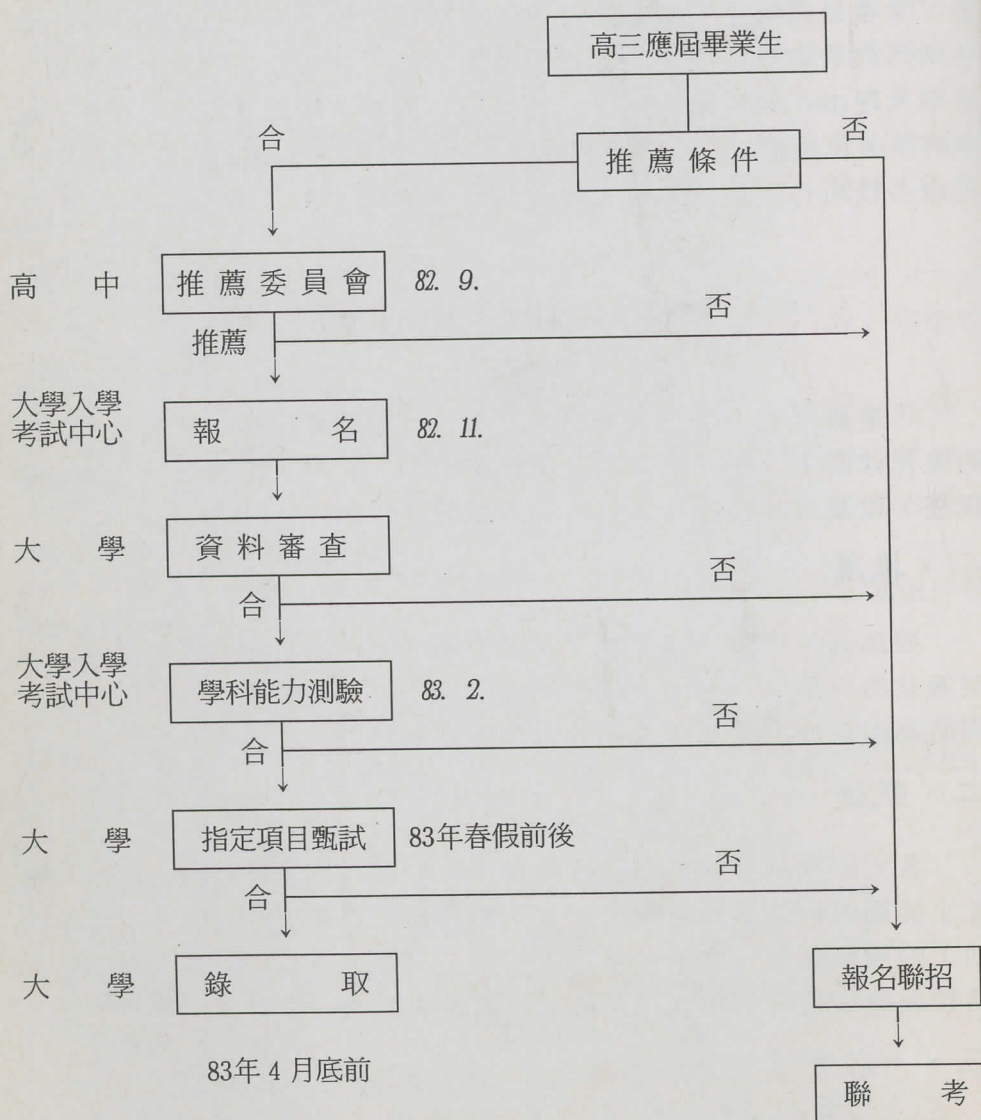 高三應屆畢業生
合
否
推薦條件
高中
推薦委員會
82. 9.
否
推薦
大學入學
考試中心
報名
82. 11.
大學
資料審查
否
合
大學入學
考試中心
學科能力測驗
83. 2.
否
合
大學
指定項目甄試
83年春假前後
否
合
大學
錄取
報名聯招
83年4月底前
聯考